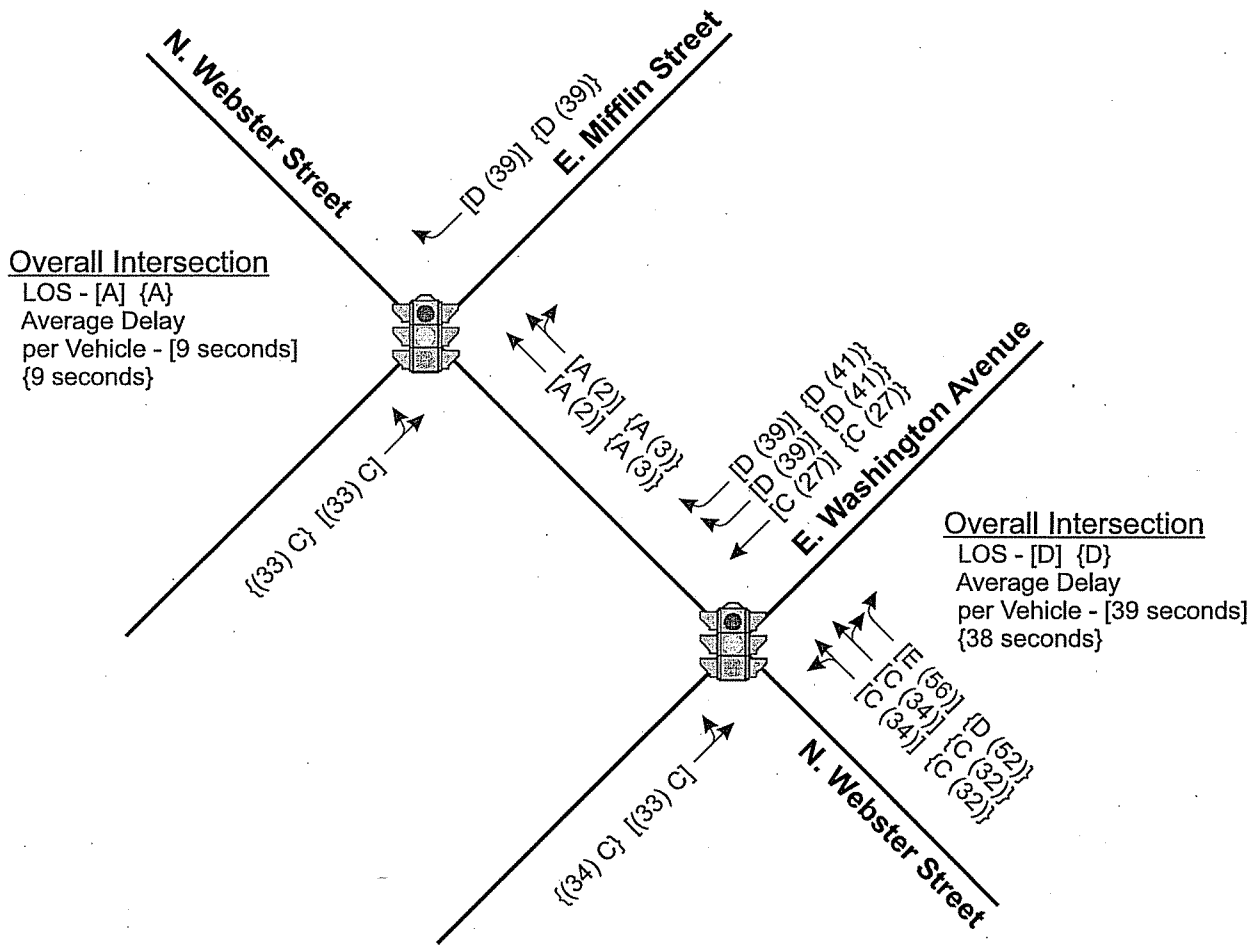 N. Webster Street
E. Mifflin Street
[D (39)] {D (39)}
Overall Intersection
LOS - [A] {A}
Average Delay
per Vehicle - [9 seconds]
{9 seconds}
[A (2)] {A (3)}
[A (2)] {A (3)}
{(33) C} [(33) C]
[D (39)] {D (41)}
[D (39)] {D (41)}
[C (27)] {C (27)}
E. Washington Avenue
Overall Intersection
LOS - [D] {D}
Average Delay
per Vehicle - [39 seconds]
{38 seconds}
[E (56)] {D (52)}
[C (34)] {C (32)}
[C (34)] {C (32)}
N. Webster Street
{(34) C} [(33) C]